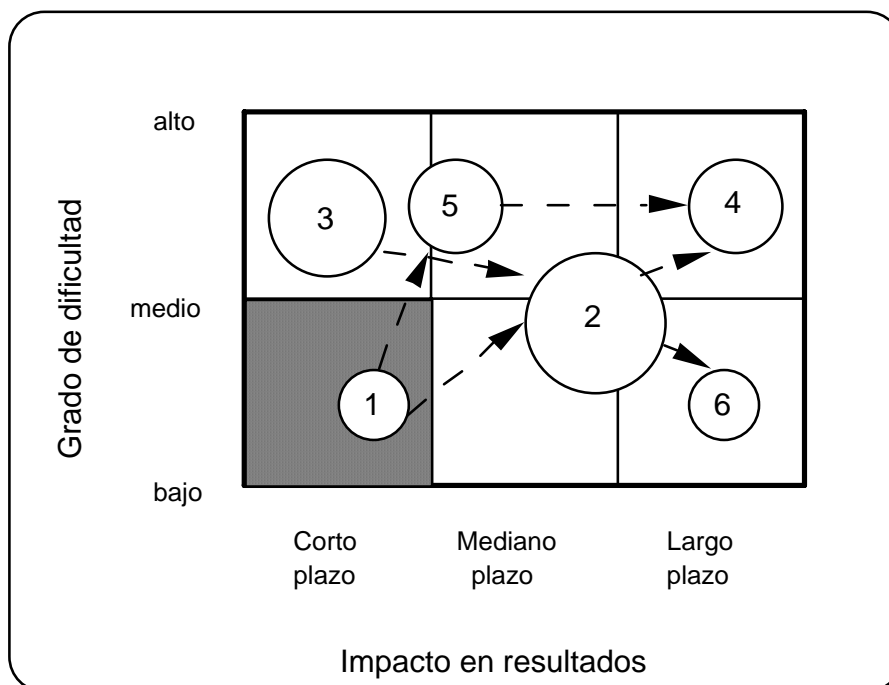 alto
3
5
4
Grado de dificultad
medio
2
1
6
bajo
Corto
plazo
Mediano
plazo
Largo
plazo
Impacto en resultados